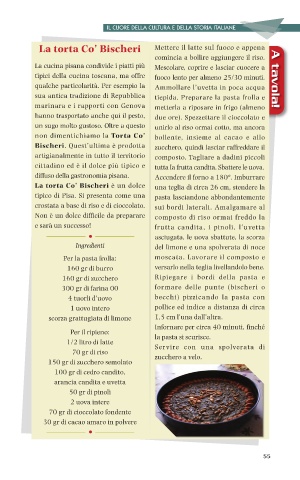 IL CUORE DELLA CULTURA E DELLA STORIA ITALIANE
La torta Co' Bischeri
La cucina pisana condivide i piatti più
tipici della cucina toscana, ma offre
qualche particolarità. Per esempio la
sua antica tradizione di Repubblica
marinara e i rapporti con Genova
hanno trasportato anche qui il pesto,
un sugo molto gustoso. Oltre a questo
non dimentichiamo la Torta Co'
Bischeri. Quest'ultima è prodotta
artigianalmente in tutto il territorio
cittadino ed è il dolce più tipico e
diffuso della gastronomia pisana.
La torta Co' Bischeri è un dolce
tipico di Pisa. Si presenta come una
crostata a base di riso e di cioccolato.
Non è un dolce difficile da preparare
e sarà un successo!
Ingredienti
Per la pasta frolla:
160 gr di burro
160 gr di zucchero
300 gr di farina 00
4 tuorli d'uovo
1 uovo intero
scorza grattugiata di limone
Per il ripieno:
1/2 litro di latte
70 gr di riso
150 gr di zucchero semolato
100 gr di cedro candito,
arancia candita e uvetta
50 gr di pinoli
2 uova intere
70 gr di cioccolato fondente
30 gr di cacao amaro in polvere
Mettere il latte sul fuoco e appena
comincia a bollire aggiungere il riso.
Mescolare, coprire e lasciar cuocere a
fuoco lento per almeno 25/30 minuti.
Ammollare l'uvetta in poca acqua
tiepida. Preparare la pasta frolla e
metterla a riposare in frigo (almeno
due ore). Spezzettare il cioccolato e
unirlo al riso ormai cotto, ma ancora
bollente, insieme al cacao e allo
zucchero, quindi lasciar raffreddare il
composto. Tagliare a dadini piccoli
tutta la frutta candita. Sbattere le uova.
Accendere il forno a 180°. Imburrare
una teglia di circa 26 cm, stendere la
pasta lasciandone abbondantemente
sui bordi laterali. Amalgamare al
composto di riso ormai freddo la
frutta candita, i pinoli, l'uvetta
asciugata, le uova sbattute, la scorza
del limone e una spolverata di noce
moscata. Lavorare il composto e
versarlo nella teglia livellandolo bene.
Ripiegare i bordi della pasta e
formare delle punte (bischeri o
becchi) pizzicando la pasta con
pollice ed indice a distanza di circa
1,5 cm l'una dall'altra.
Infornare per circa 40 minuti, finché
la pasta si scurisce.
Servire con una spolverata di
zucchero a velo.
A tavola!
55